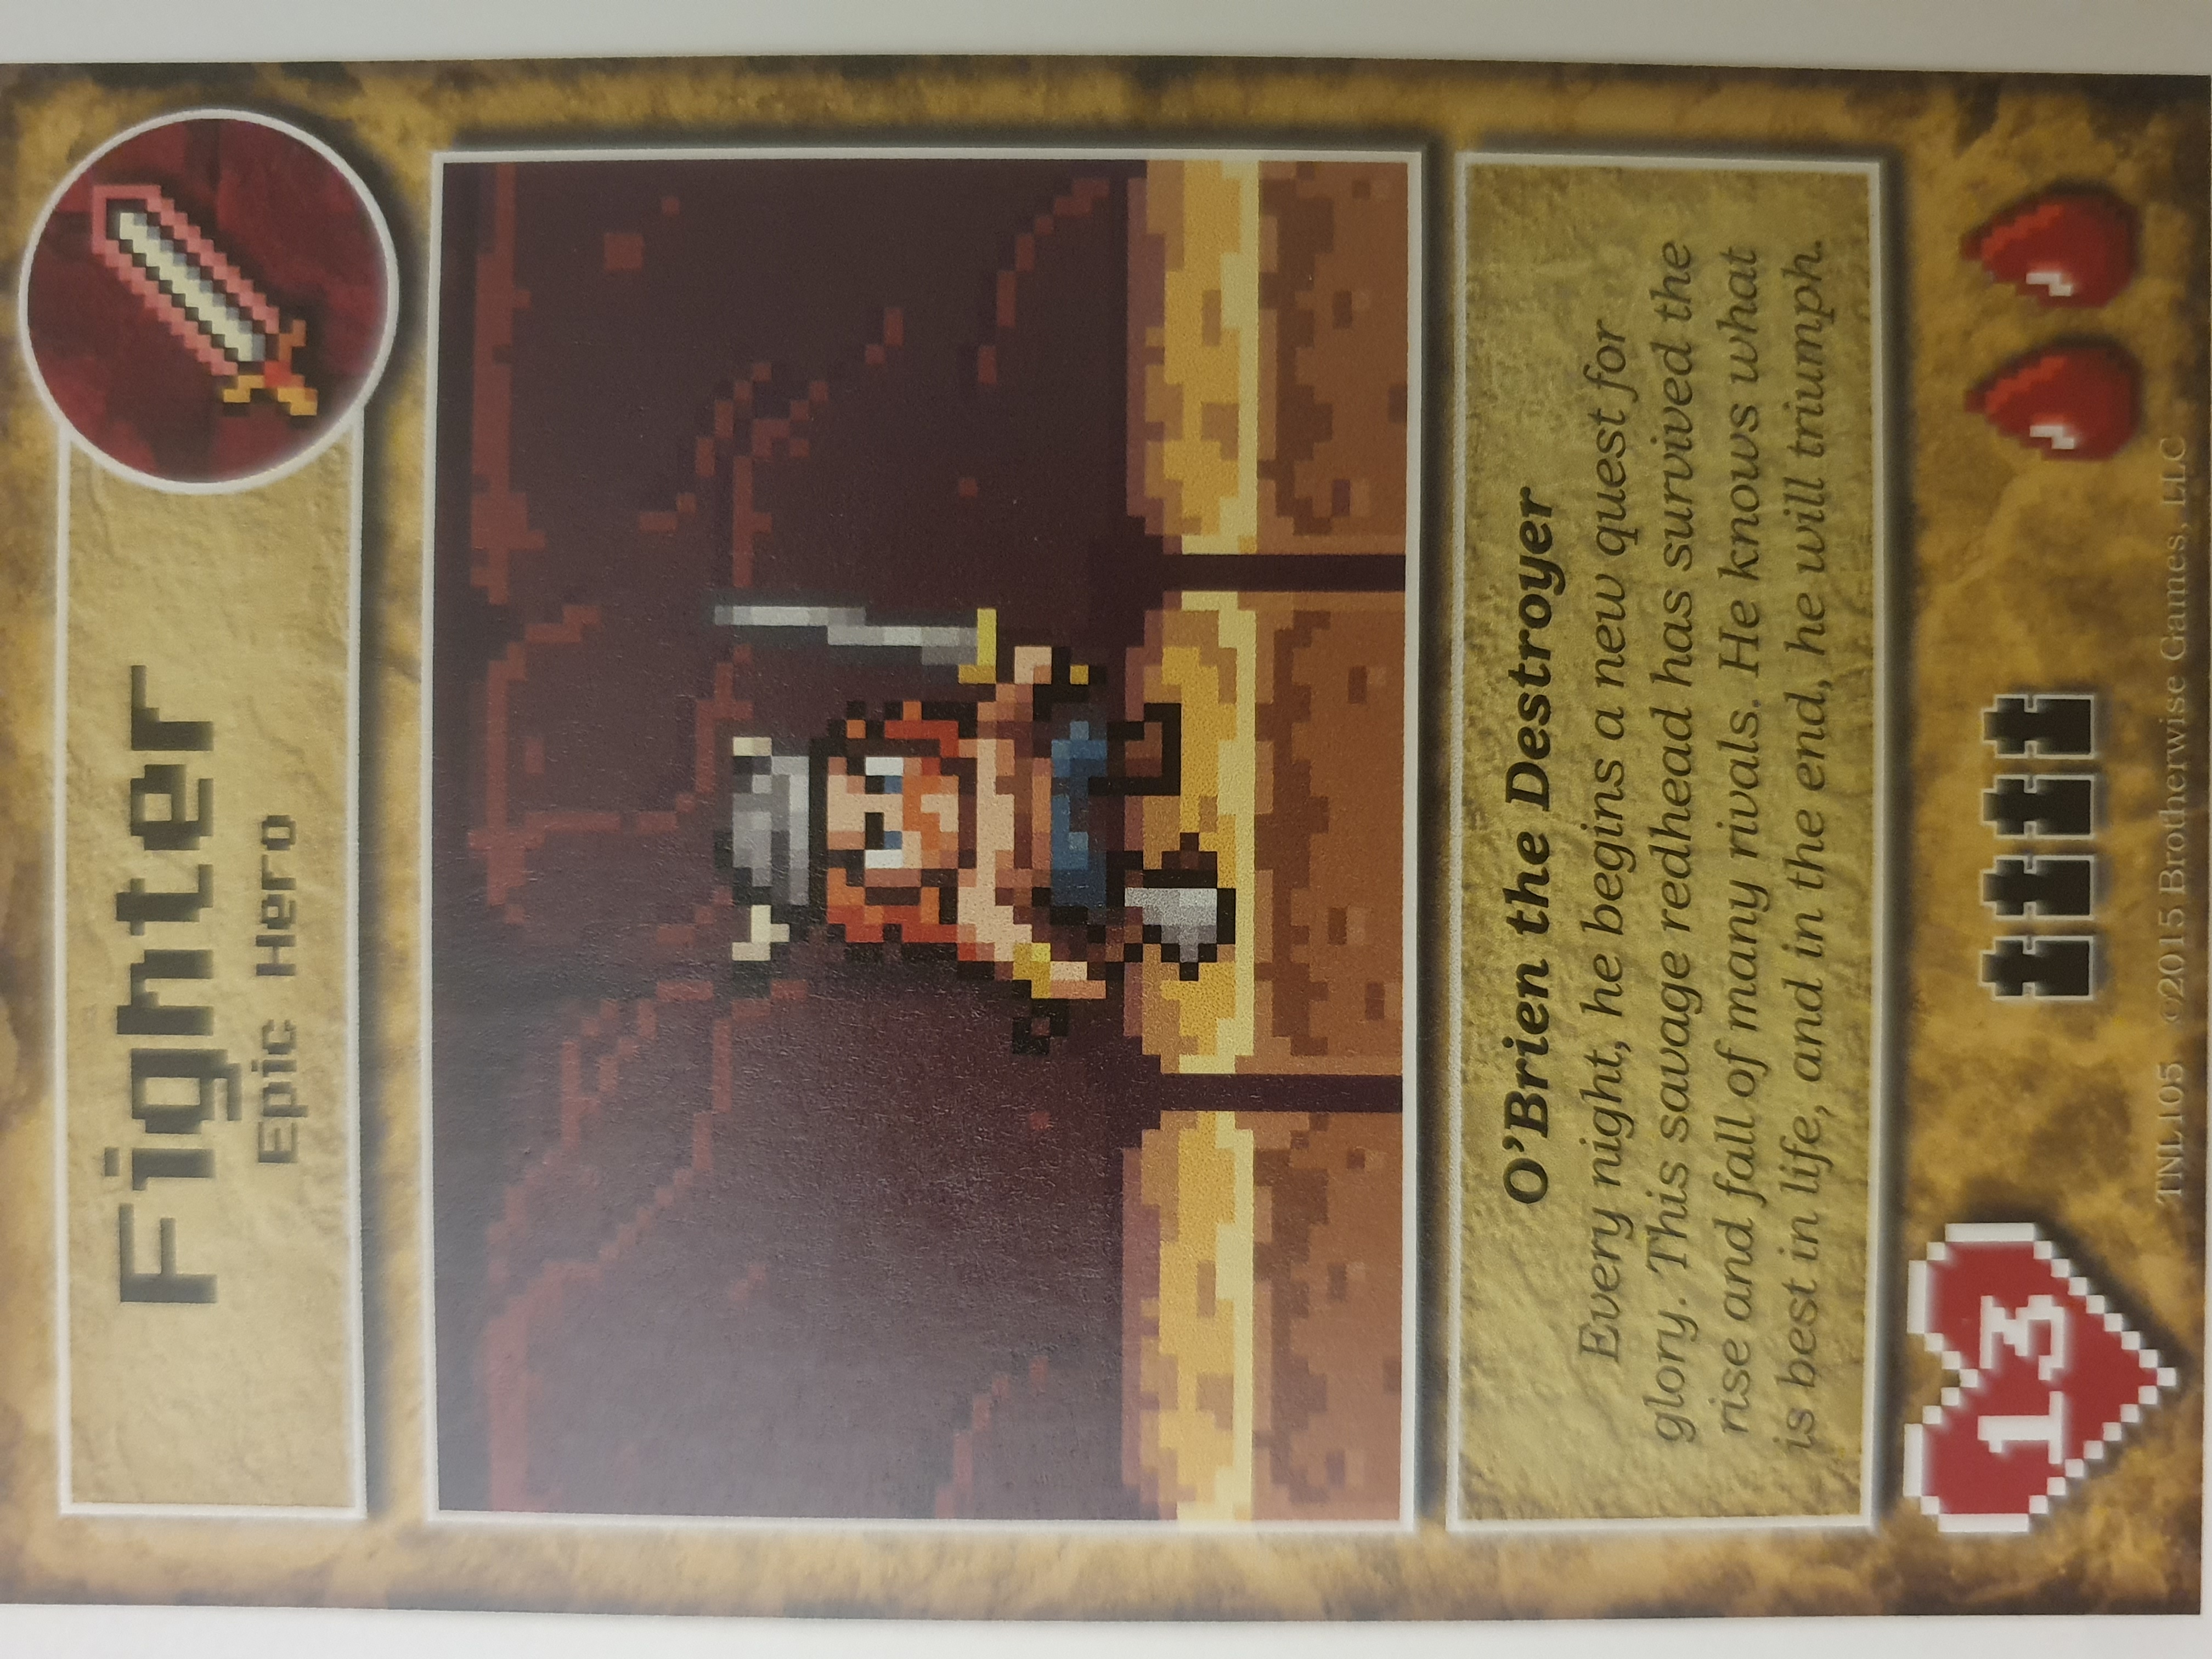 Fighter
Epic Hero
O'Brien the Destroyer
Every night, he begins a new quest for
glory. This savage redhead has survived the
rise and fall of many rivals. He knows what
is best in life, and in the end, he will triumph.
13
TNL105 ©2015 Brotherwise Games, LLC